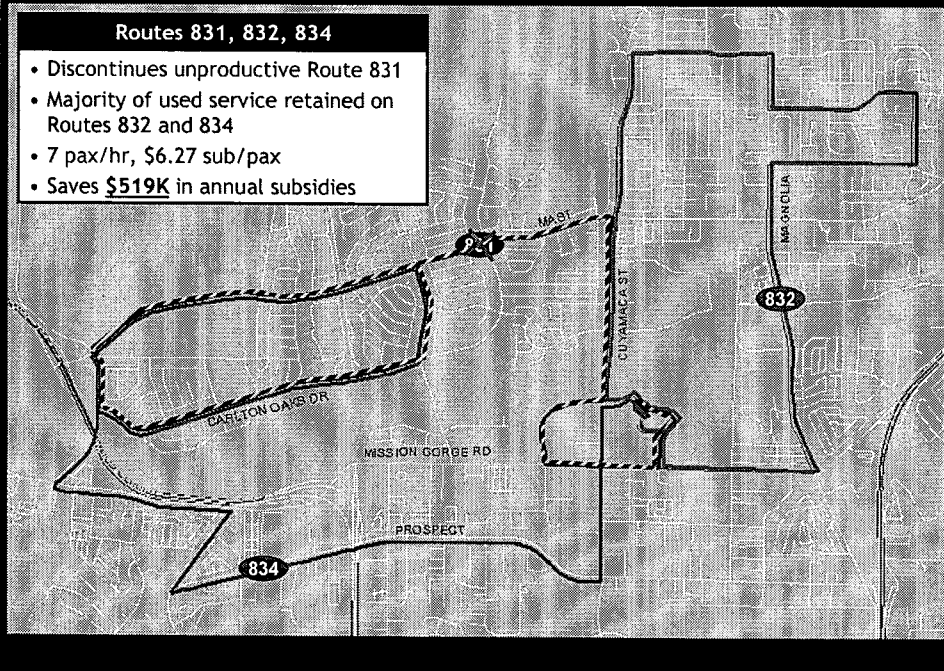 Routes 831, 832, 834
• Discontinues unproductive Route 831
• Majority of used service retained on
Routes 832 and 834
• 7 pax/hr, $6.27 sub/pax
• Saves $519K in annual subsidies
MAST
MAGNOLIA
832
CUYAMACA ST
CARLTON OAKS DR
MISSION GORGE RD
PROSPECT
834